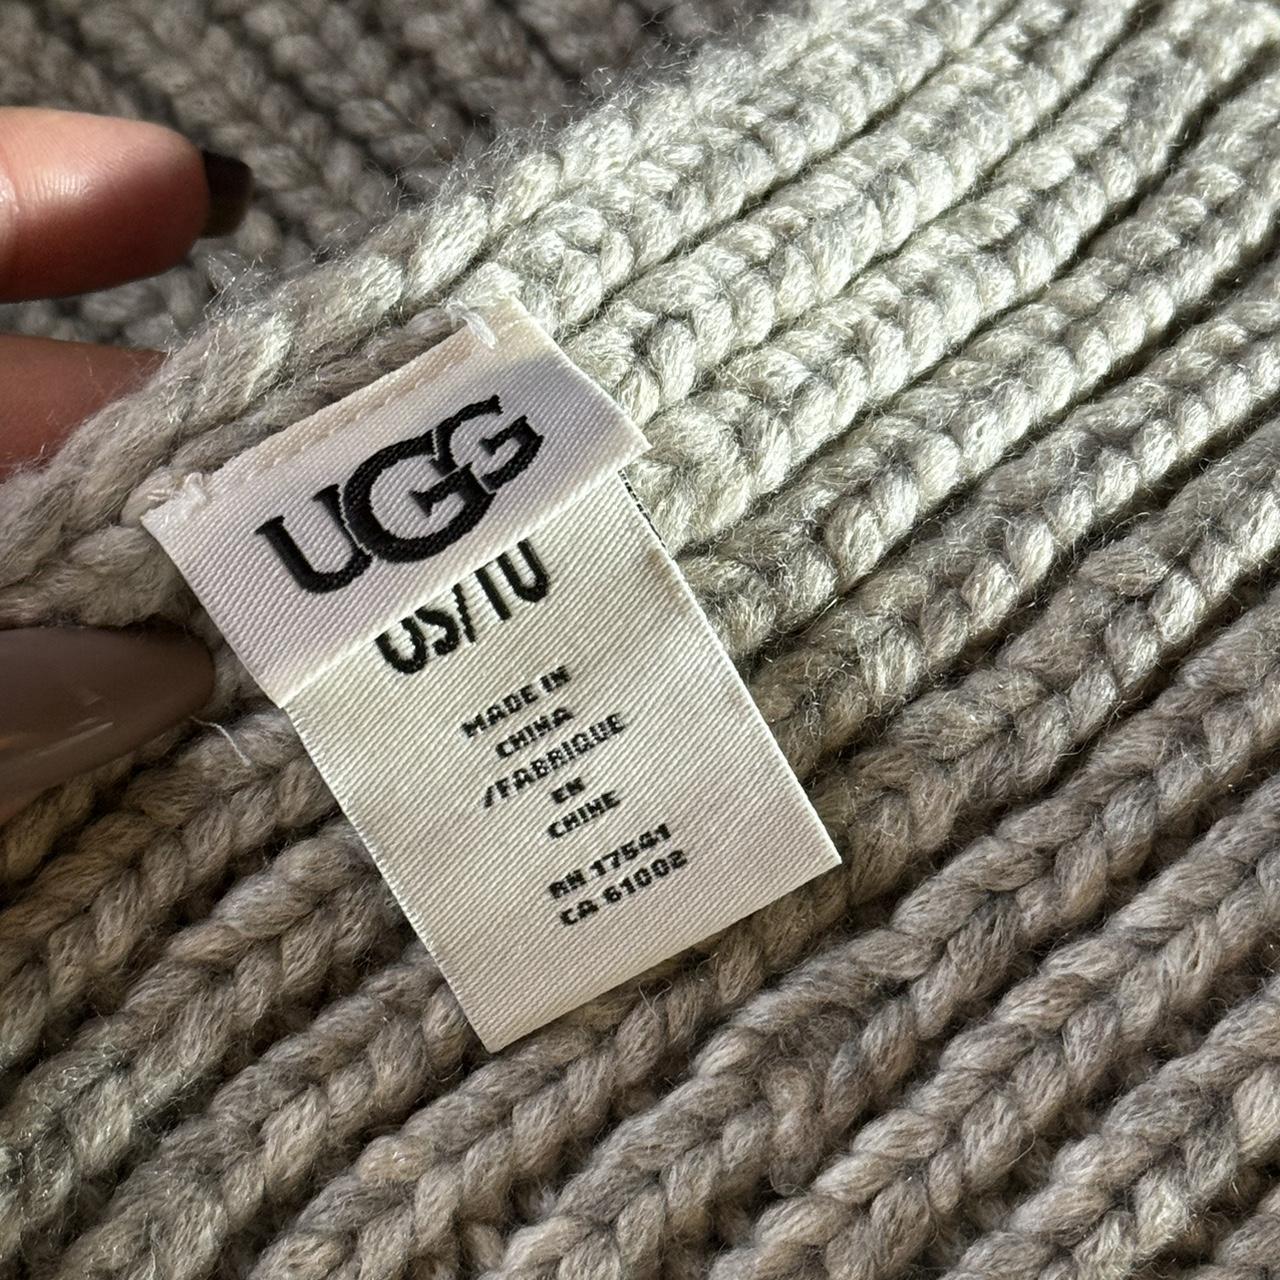 UGG
OS/TU
MADE IN
CHINA
/FABRIQUE
EN
CHINE
RN 17541
CA 61002